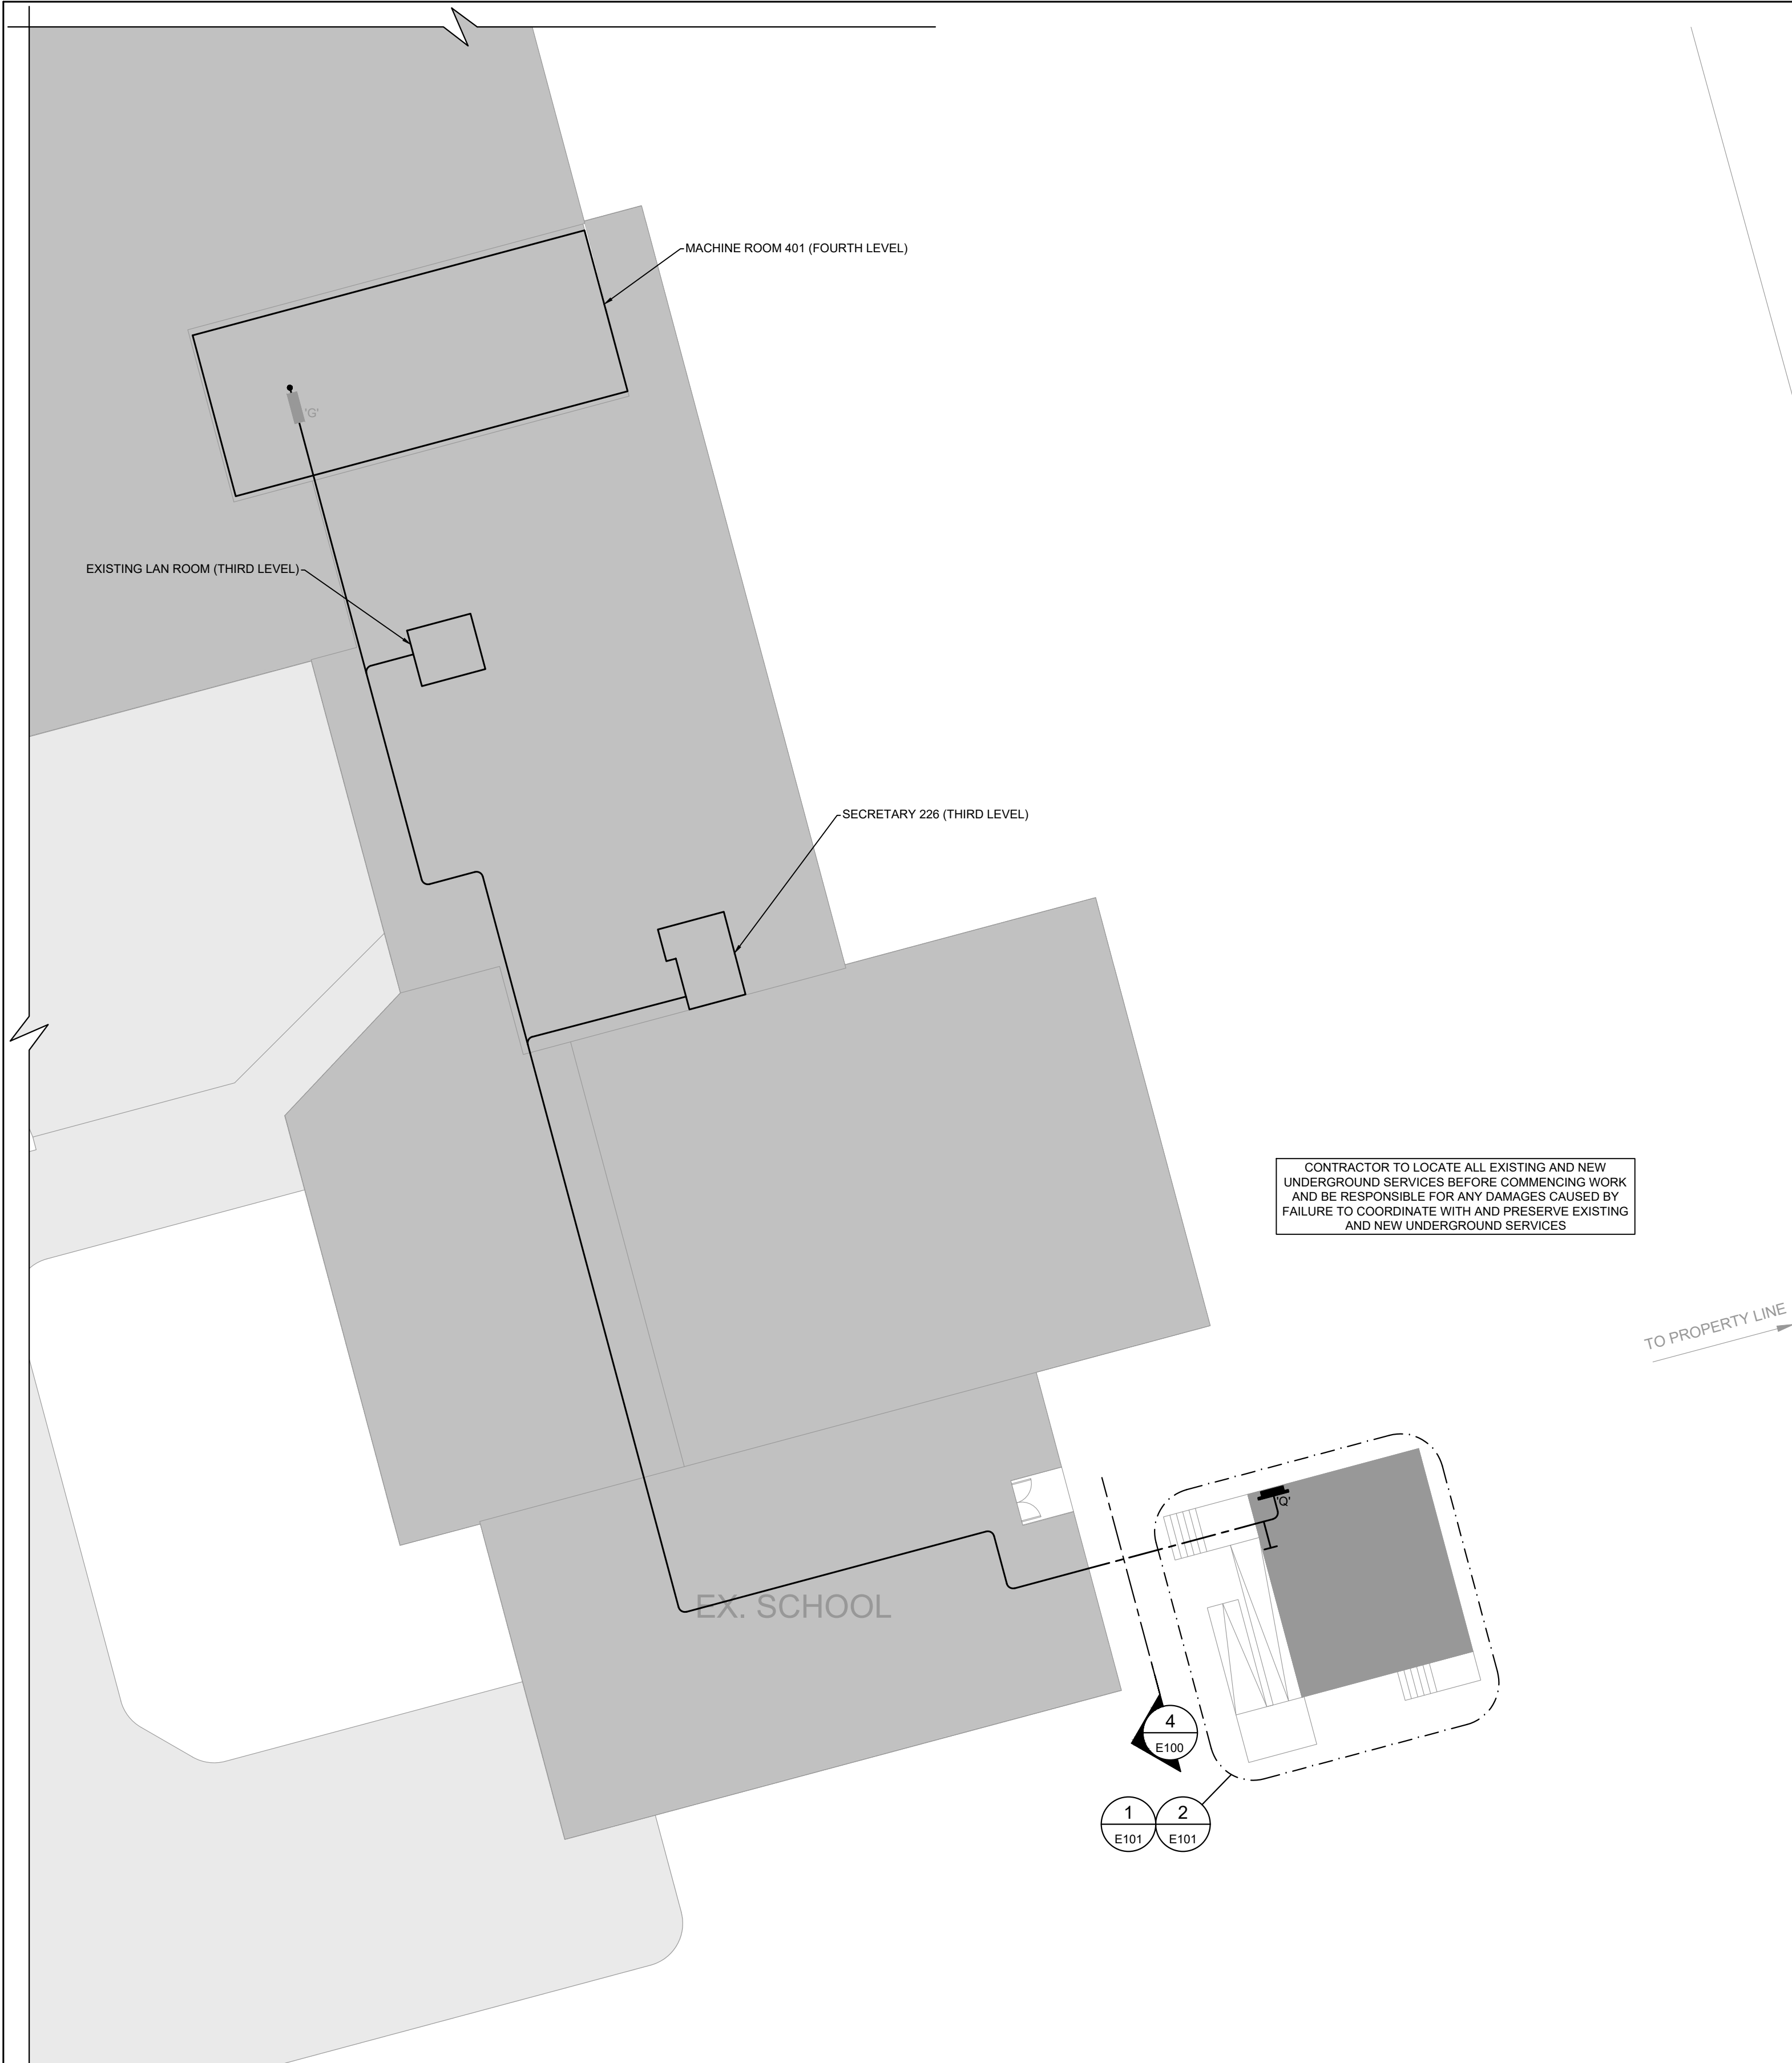 MACHINE ROOM 401 (FOURTH LEVEL)
'G'
EXISTING LAN ROOM (THIRD LEVEL)
SECRETARY 226 (THIRD LEVEL)
CONTRACTOR TO LOCATE ALL EXISTING AND NEW
UNDERGROUND SERVICES BEFORE COMMENCING WORK
AND BE RESPONSIBLE FOR ANY DAMAGES CAUSED BY
FAILURE TO COORDINATE WITH AND PRESERVE EXISTING
AND NEW UNDERGROUND SERVICES
TO PROPERTY LINE
'Q'
EX. SCHOOL
4
E100
1
E101
2
E101